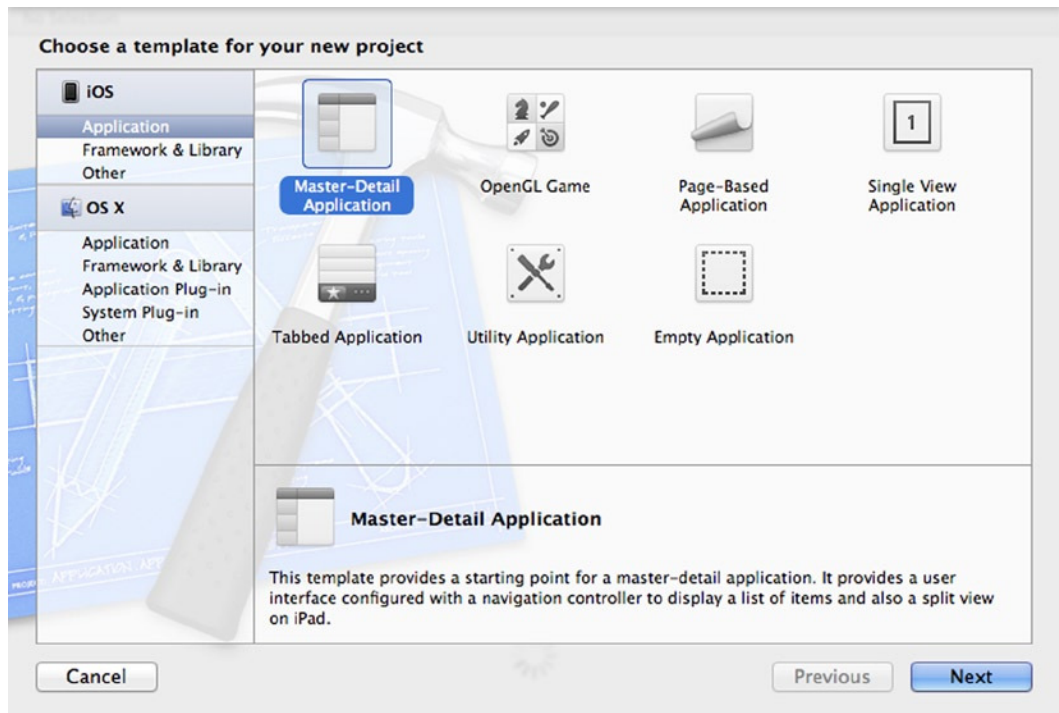 Choose a template for your new project
iOS
Application
Framework & Library
Other
OS X
Application
Framework & Library
Application Plug-in
System Plug-in
Other
Master-Detail
Application
OpenGL Game
Page-Based
Application
1
Single View
Application
Tabbed Application
Utility Application
Empty Application
Master-Detail Application
This template provides a starting point for a master-detail application. It provides a user
interface configured with a navigation controller to display a list of items and also a split view
on iPad.
Cancel
Previous
Next